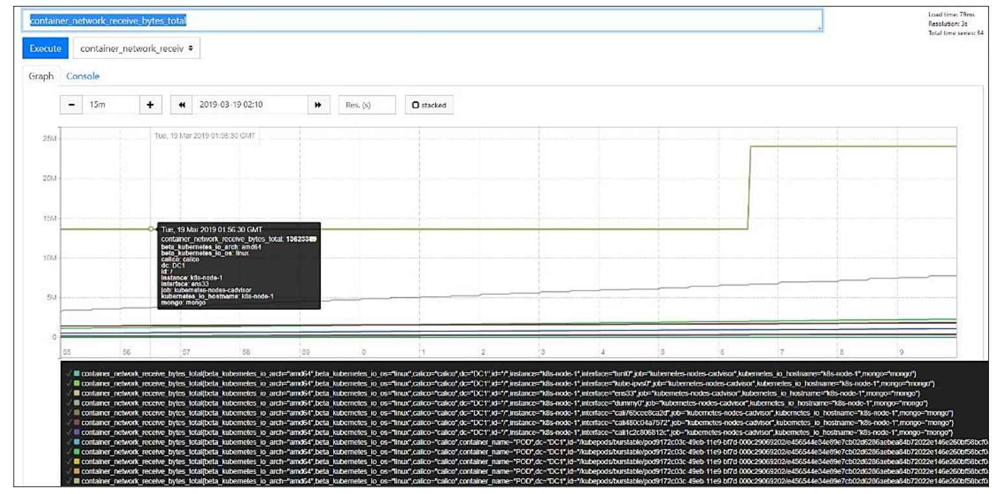 container_network_receive_bytes_total
Load time: 79ms
Resolution: 3s
Total time series: 34
Execute
container_network_receiv
Graph Console
15m
2019-03-19 02:10
Res. (s)
stacked
Tue, 19 Mar 2019 01:56:30 GMT
25M
20M
15M
10M
5M
0
Tue, 19 Mar 2019 01:56:30 GMT
container_network_receive_bytes_total: 13623389
beta_kubernetes_io_arch: amd64
beta_kubernetes_io_os: linux
calico: calico
dc: DC1
id: /
instance: k8s-node-1
interface: ens33
job: kubernetes-nodes-cadvisor
kubernetes_io_hostname: k8s-node-1
mongo: mongo
55 56 57 58 59 0 1 2 3 4 5 6 7 8 9
container_network_receive_bytes_total{beta_kubernetes_io_arch="amd64",beta_kubernetes_io_os="linux",calico="calico",dc="DC1",id="/",instance="k8s-node-1",interface="tunl0",job="kubernetes-nodes-cadvisor",kubernetes_io_hostname="k8s-node-1",mongo="mongo"}
container_network_receive_bytes_total{beta_kubernetes_io_arch="amd64",beta_kubernetes_io_os="linux",calico="calico",dc="DC1",id="/",instance="k8s-node-1",interface="kube-ipvs0",job="kubernetes-nodes-cadvisor",kubernetes_io_hostname="k8s-node-1",mongo="mongo"}
container_network_receive_bytes_total{beta_kubernetes_io_arch="amd64",beta_kubernetes_io_os="linux",calico="calico",dc="DC1",id="/",instance="k8s-node-1",interface="ens33",job="kubernetes-nodes-cadvisor",kubernetes_io_hostname="k8s-node-1",mongo="mongo"}
container_network_receive_bytes_total{beta_kubernetes_io_arch="amd64",beta_kubernetes_io_os="linux",calico="calico",dc="DC1",id="/",instance="k8s-node-1",interface="dummy0",job="kubernetes-nodes-cadvisor",kubernetes_io_hostname="k8s-node-1",mongo="mongo"}
container_network_receive_bytes_total{beta_kubernetes_io_arch="amd64",beta_kubernetes_io_os="linux",calico="calico",dc="DC1",id="/",instance="k8s-node-1",interface="cali765cee8ca2d",job="kubernetes-nodes-cadvisor",kubernetes_io_hostname="k8s-node-1",mongo="mongo"}
container_network_receive_bytes_total{beta_kubernetes_io_arch="amd64",beta_kubernetes_io_os="linux",calico="calico",dc="DC1",id="/",instance="k8s-node-1",interface="cali480c04a7572",job="kubernetes-nodes-cadvisor",kubernetes_io_hostname="k8s-node-1",mongo="mongo"}
container_network_receive_bytes_total{beta_kubernetes_io_arch="amd64",beta_kubernetes_io_os="linux",calico="calico",dc="DC1",id="/",instance="k8s-node-1",interface="cali1c2c806812c",job="kubernetes-nodes-cadvisor",kubernetes_io_hostname="k8s-node-1",mongo="mongo"}
container_network_receive_bytes_total{beta_kubernetes_io_arch="amd64",beta_kubernetes_io_os="linux",calico="calico",container_name="POD",dc="DC1",id="/kubepods/burstable/pod9172c03c-49eb-11e9-bf7d-000c29069202/e456544e34e89e7cb02d6286aebea84b72022e146e260bf58bcf0
container_network_receive_bytes_total{beta_kubernetes_io_arch="amd64",beta_kubernetes_io_os="linux",calico="calico",container_name="POD",dc="DC1",id="/kubepods/burstable/pod9172c03c-49eb-11e9-bf7d-000c29069202/e456544e34e89e7cb02d6286aebea84b72022e146e260bf58bcf0
container_network_receive_bytes_total{beta_kubernetes_io_arch="amd64",beta_kubernetes_io_os="linux",calico="calico",container_name="POD",dc="DC1",id="/kubepods/burstable/pod9172c03c-49eb-11e9-bf7d-000c29069202/e456544e34e89e7cb02d6286aebea84b72022e146e260bf58bcf0
container_network_receive_bytes_total{beta_kubernetes_io_arch="amd64",beta_kubernetes_io_os="linux",calico="calico",container_name="POD",dc="DC1",id="/kubepods/burstable/pod9172c03c-49eb-11e9-bf7d-000c29069202/e456544e34e89e7cb02d6286aebea84b72022e146e260bf58bcf0
container_network_receive_bytes_total{beta_kubernetes_io_arch="amd64",beta_kubernetes_io_os="linux",calico="calico",container_name="POD",dc="DC1",id="/kubepods/burstable/pod9172c03c-49eb-11e9-bf7d-000c29069202/e456544e34e89e7cb02d6286aebea84b72022e146e260bf58bcf0